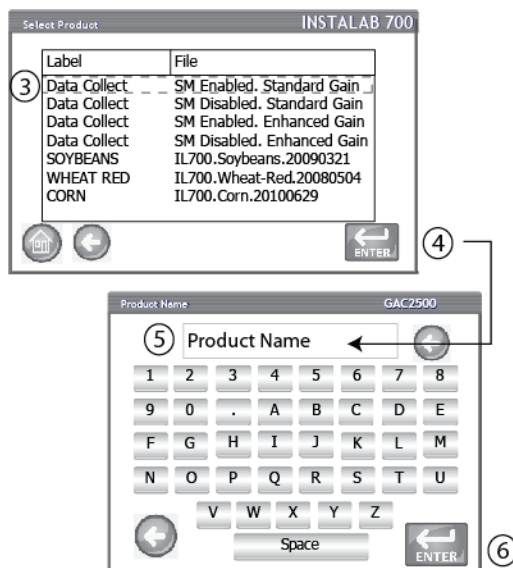 Select Product INSTALAB 700
Label File
③ Data Collect SM Enabled. Standard Gain
Data Collect SM Disabled. Standard Gain
Data Collect SM Enabled. Enhanced Gain
Data Collect SM Disabled. Enhanced Gain
SOYBEANS IL700.Soybeans.20090321
WHEAT RED IL700.Wheat-Red.20080504
CORN IL700.Corn.20100629
ENTER ④
Product Name GAC2500
⑤ Product Name
1 2 3 4 5 6 7 8
9 0 . A B C D E
F G H I J K L M
N O P Q R S T U
V W X Y Z
Space
ENTER ⑥